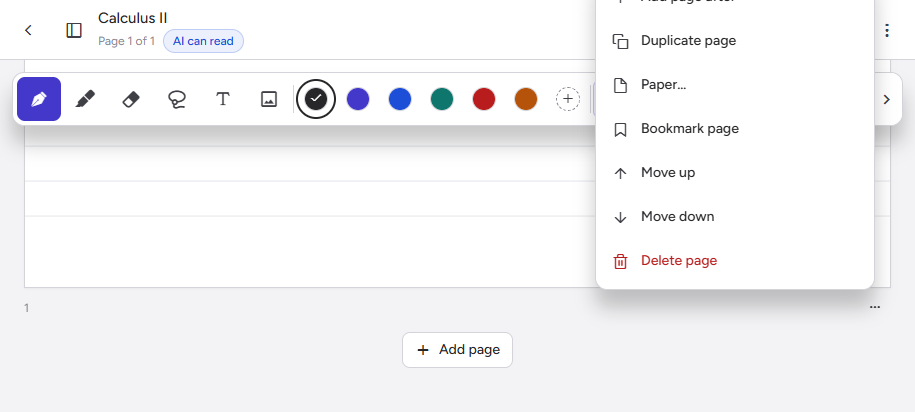 Calculus II
Page 1 of 1 AI can read
T
Duplicate page
Paper...
Bookmark page
Move up
Move down
Delete page
1
Add page